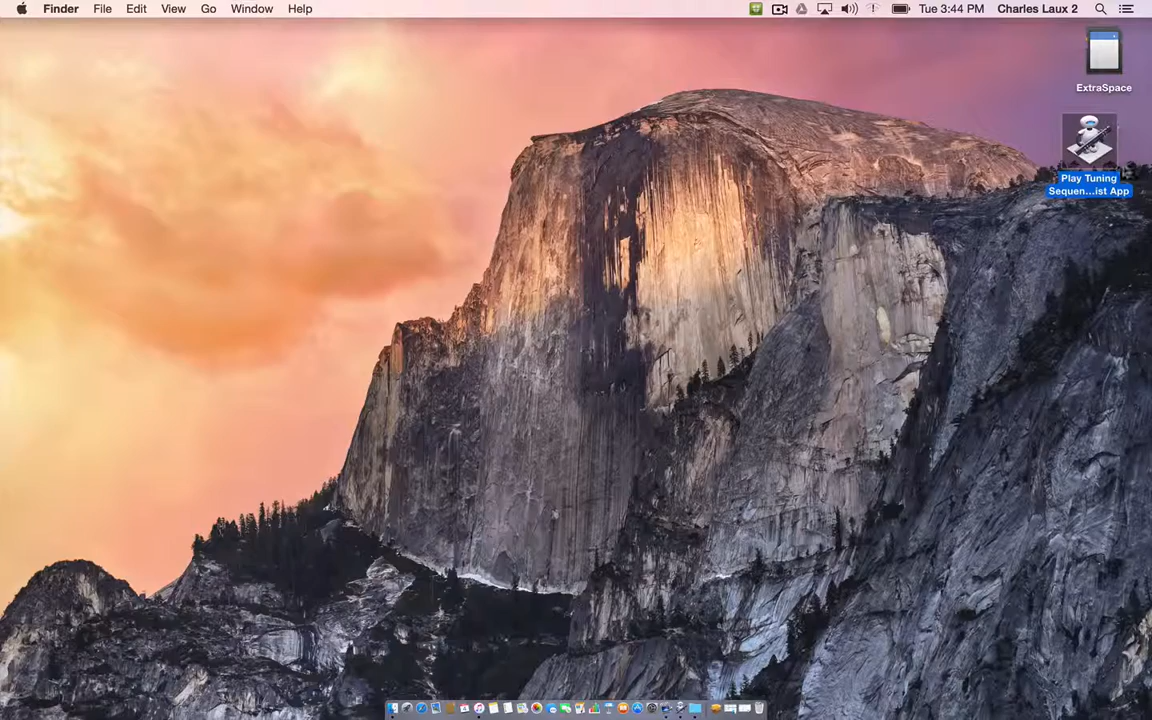 Finder File Edit View Go Window Help Tue 3:44 PM Charles Laux 2
ExtraSpace
Play Tuning
Sequen...ist App